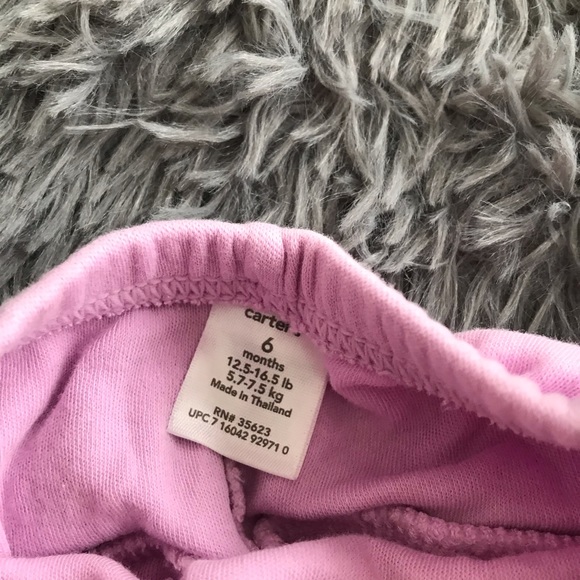 carter's
6
months
12.5-16.5 lb
5.7-7.5 kg
Made in Thailand
RN# 35623
UPC 7 16042 92971 0